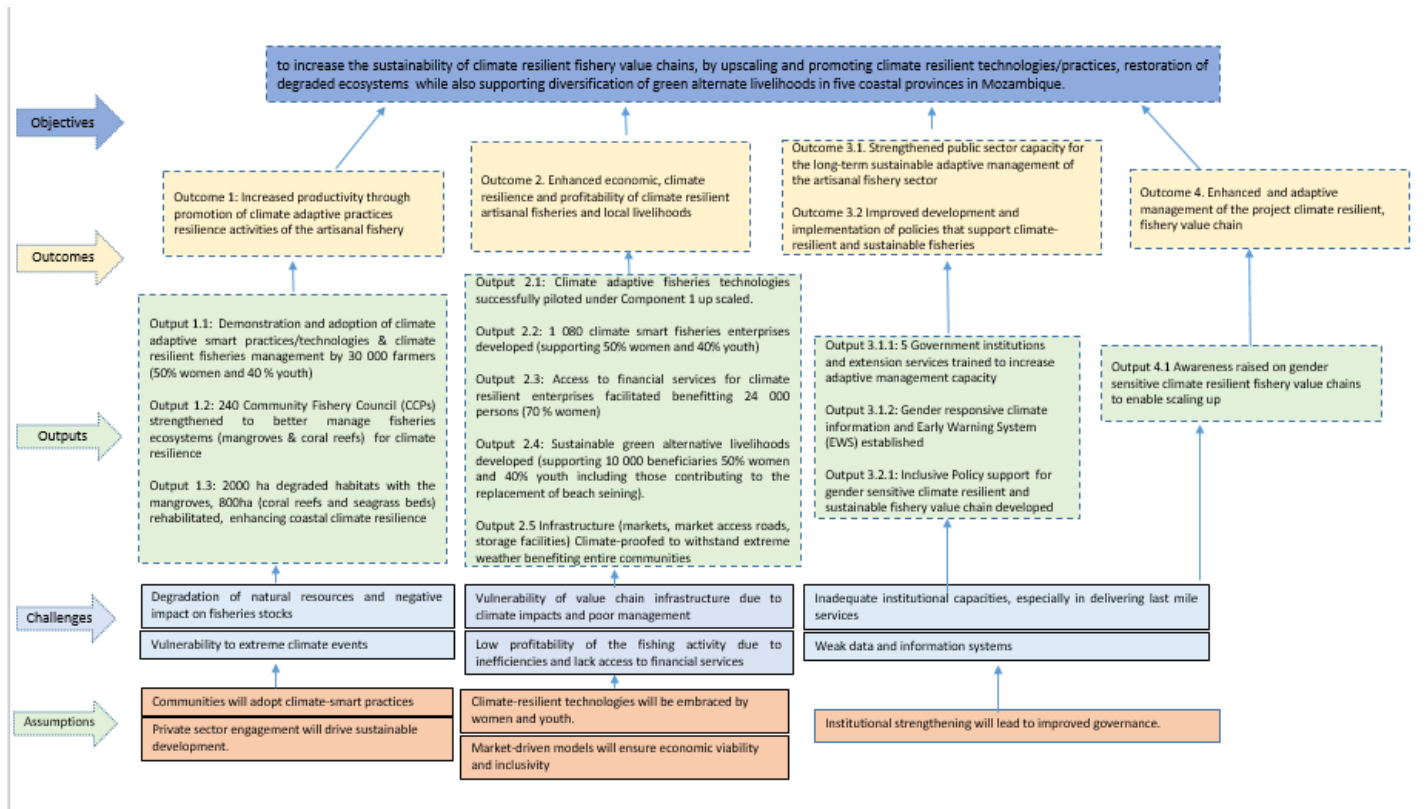 to increase the sustainability of climate resilient fishery value chains, by upscaling and promoting climate resilient technologies/practices, restoration of
degraded ecosystems while also supporting diversification of green alternate livelihoods in five coastal provinces in Mozambique.
Objectives
Outcome 1: Increased productivity through
promotion of climate adaptive practices
resilience activities of the artisanal fishery
Outcome 2. Enhanced economic, climate
resilience and profitability of climate resilient
artisanal fisheries and local livelihoods
Outcome 3.1. Strengthened public sector capacity for
the long-term sustainable adaptive management of
the artisanal fishery sector
Outcome 3.2 Improved development and
implementation of policies that support climate-
resilient and sustainable fisheries
Outcome 4. Enhanced and adaptive
management of the project climate resilient,
fishery value chain
Outcomes
Output 1.1: Demonstration and adoption of climate
adaptive smart practices/technologies & climate
resilient fisheries management by 30 000 farmers
(50% women and 40 % youth)
Output 1.2: 240 Community Fishery Council (CCPs)
strengthened to better manage fisheries
ecosystems (mangroves & coral reefs) for climate
resilience
Output 1.3: 2000 ha degraded habitats with the
mangroves, 800ha (coral reefs and seagrass beds)
rehabilitated, enhancing coastal climate resilience
Output 2.1: Climate adaptive fisheries technologies
successfully piloted under Component 1 up scaled.
Output 2.2: 1 080 climate smart fisheries enterprises
developed (supporting 50% women and 40% youth)
Output 2.3: Access to financial services for climate
resilient enterprises facilitated benefitting 24 000
persons (70 % women)
Output 2.4: Sustainable green alternative livelihoods
developed (supporting 10 000 beneficiaries 50% women
and 40% youth including those contributing to the
replacement of beach seining).
Output 2.5 Infrastructure (markets, market access roads,
storage facilities) Climate-proofed to withstand extreme
weather benefiting entire communities
Output 3.1.1: 5 Government institutions
and extension services trained to increase
adaptive management capacity
Output 3.1.2: Gender responsive climate
information and Early Warning System
(EWS) established
Output 3.2.1: Inclusive Policy support for
gender sensitive climate resilient and
sustainable fishery value chain developed
Output 4.1 Awareness raised on gender
sensitive climate resilient fishery value chains
to enable scaling up
Outputs
Challenges
Degradation of natural resources and negative
impact on fisheries stocks
Vulnerability to extreme climate events
Vulnerability of value chain infrastructure due to
climate impacts and poor management
Low profitability of the fishing activity due to
inefficiencies and lack access to financial services
Inadequate institutional capacities, especially in delivering last mile
services
Weak data and information systems
Assumptions
Communities will adopt climate-smart practices
Private sector engagement will drive sustainable
development.
Climate-resilient technologies will be embraced by
women and youth.
Market-driven models will ensure economic viability
and inclusivity
Institutional strengthening will lead to improved governance.